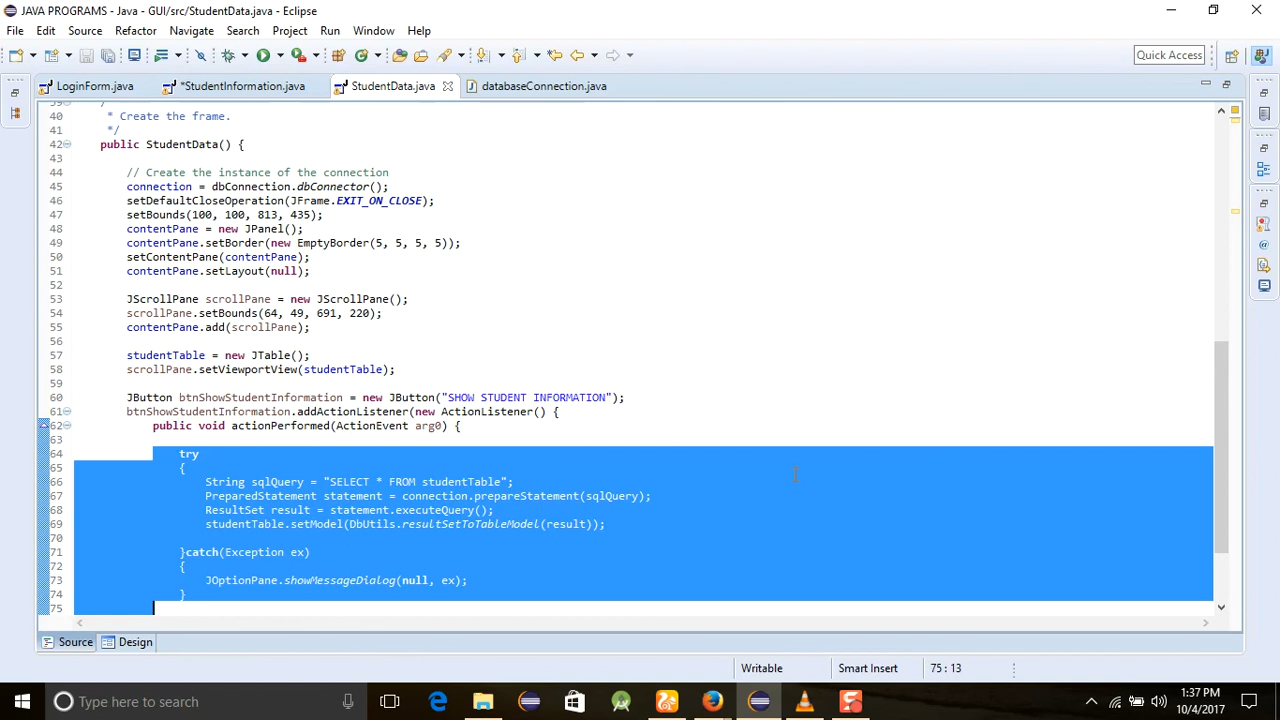 JAVA PROGRAMS - Java - GUI/src/StudentData.java - Eclipse
File Edit Source Refactor Navigate Search Project Run Window Help
Quick Access
LoginForm.java *StudentInformation.java StudentData.java databaseConnection.java
39 /
40 * Create the frame.
41 */
42 public StudentData() {
43
44 // Create the instance of the connection
45 connection = dbConnection.dbConnector();
46 setDefaultCloseOperation(JFrame.EXIT_ON_CLOSE);
47 setBounds(100, 100, 813, 435);
48 contentPane = new JPanel();
49 contentPane.setBorder(new EmptyBorder(5, 5, 5, 5));
50 setContentPane(contentPane);
51 contentPane.setLayout(null);
52
53 JScrollPane scrollPane = new JScrollPane();
54 scrollPane.setBounds(64, 49, 691, 220);
55 contentPane.add(scrollPane);
56
57 studentTable = new JTable();
58 scrollPane.setViewportView(studentTable);
59
60 JButton btnShowStudentInformation = new JButton("SHOW STUDENT INFORMATION");
61 btnShowStudentInformation.addActionListener(new ActionListener() {
62 public void actionPerformed(ActionEvent arg0) {
63
64 try
65 {
66 String sqlQuery = "SELECT * FROM studentTable";
67 PreparedStatement statement = connection.prepareStatement(sqlQuery);
68 ResultSet result = statement.executeQuery();
69 studentTable.setModel(DbUtils.resultSetToTableModel(result));
70
71 }catch(Exception ex)
72 {
73 JOptionPane.showMessageDialog(null, ex);
74 }
75
Source Design
Writable Smart Insert 75 : 13
Type here to search
1:37 PM
10/4/2017